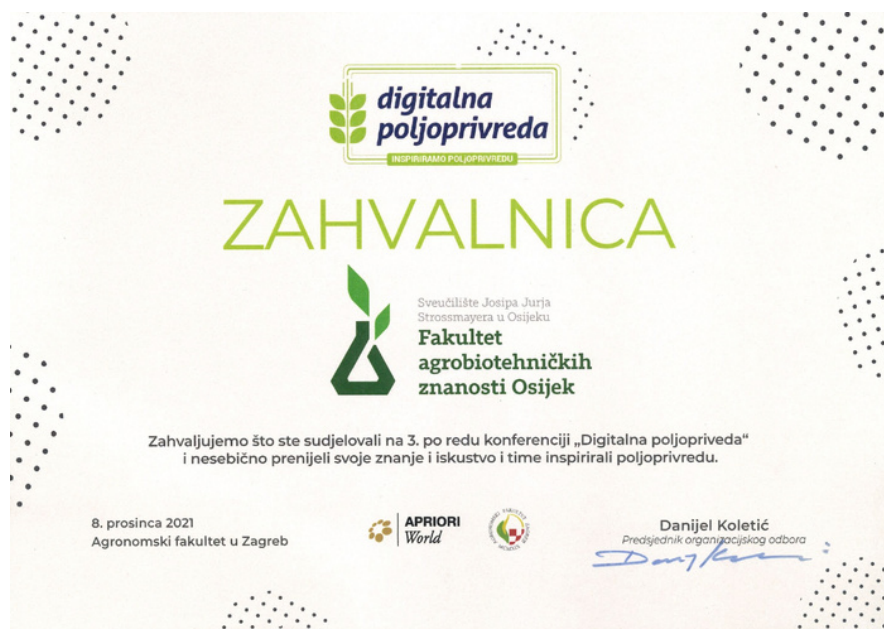 digitalna
poljoprivreda
INSPIRIRAMO POLJOPRIVREDU
ZAHVALNICA
Sveučilište Josipa Jurja
Strossmayera u Osijeku
Fakultet
agrobiotehničkih
znanosti Osijek
Zahvaljujemo što ste sudjelovali na 3. po redu konferenciji „Digitalna poljopriveda“
i nesebično prenijeli svoje znanje i iskustvo i time inspirirali poljoprivredu.
8. prosinca 2021
Agronomski fakultet u Zagreb
APRIORI
World
Danijel Koletić
Predsjednik organizacijskog odbora